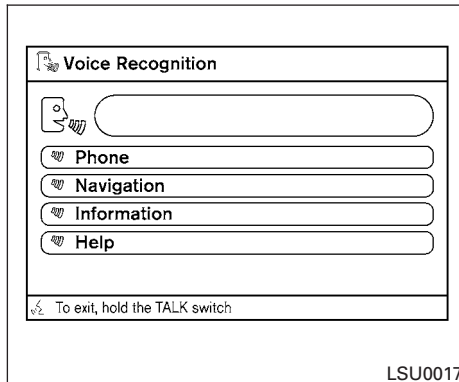 Voice Recognition
Phone
Navigation
Information
Help
To exit, hold the TALK switch
LSU0017